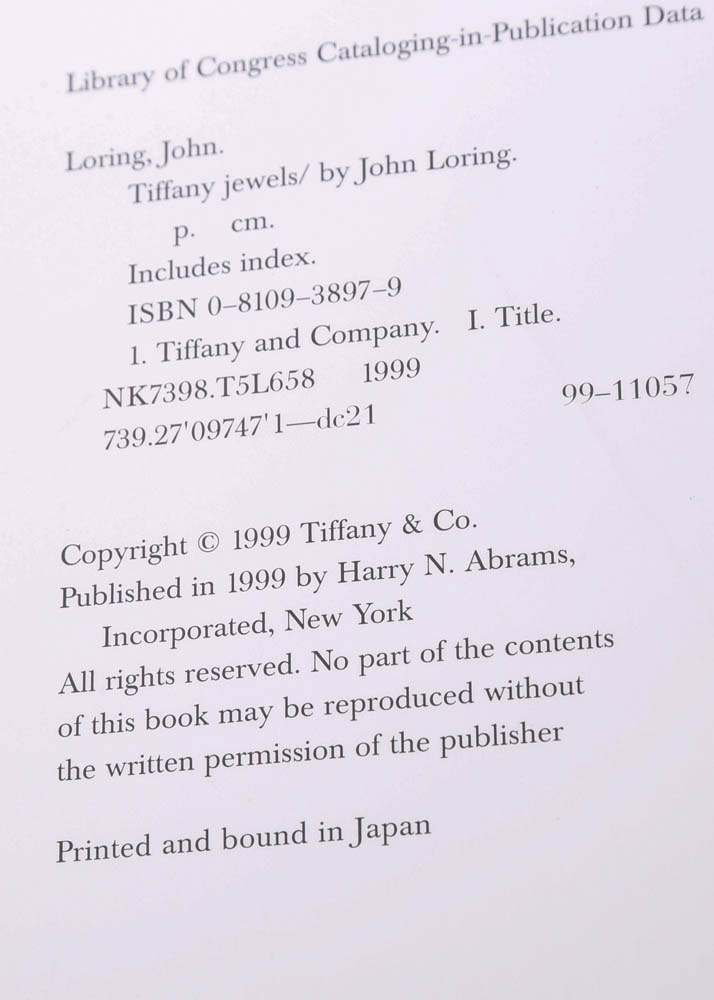 Library of Congress Cataloging-in-Publication Data
Loring, John.
Tiffany jewels/ by John Loring.
p. cm.
Includes index.
ISBN 0–8109–3897–9
1. Tiffany and Company. I. Title.
NK7398.T5L658 1999
739.27'09747'1—dc21 99–11057
Copyright © 1999 Tiffany & Co.
Published in 1999 by Harry N. Abrams,
Incorporated, New York
All rights reserved. No part of the contents
of this book may be reproduced without
the written permission of the publisher
Printed and bound in Japan